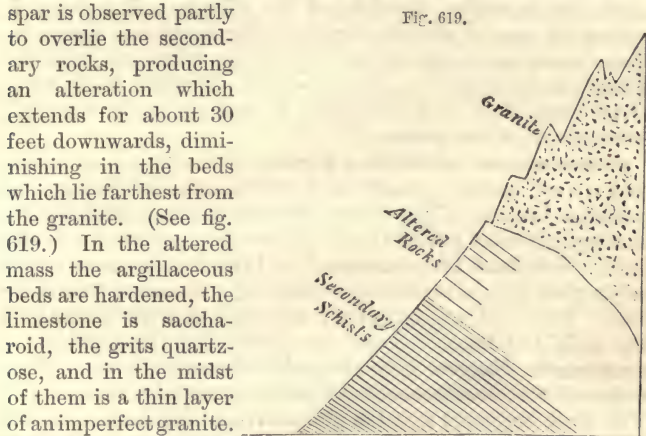 spar is observed partly
to overlie the second-
ary rocks, producing
an alteration which
extends for about 30
feet downwards, dimi-
nishing in the beds
which lie farthest from
the granite. (See fig.
619.) In the altered
mass the argillaceous
beds are hardened, the
limestone is saccha-
roid, the grits quartz-
ose, and in the midst
of them is a thin layer
of an imperfect granite.
Fig. 619.
Granite
Altered
Rocks
Secondary
Schists